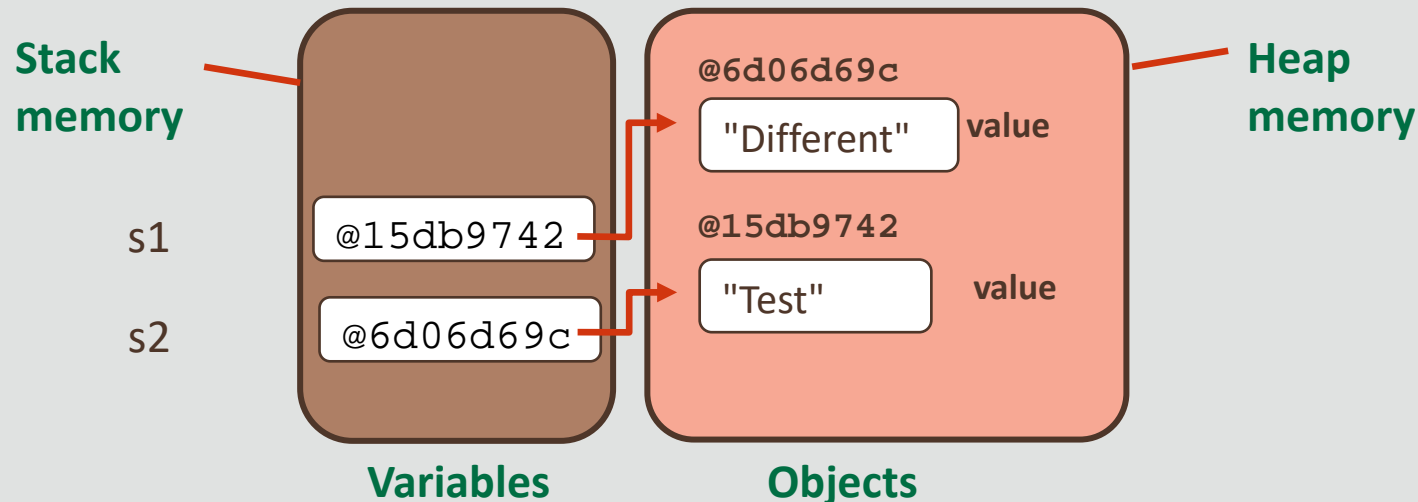 Stack
memory
s1
s2
@15db9742
@6d06d69c
Variables
@6d06d69c
"Different"
value
@15db9742
"Test"
value
Objects
Heap
memory